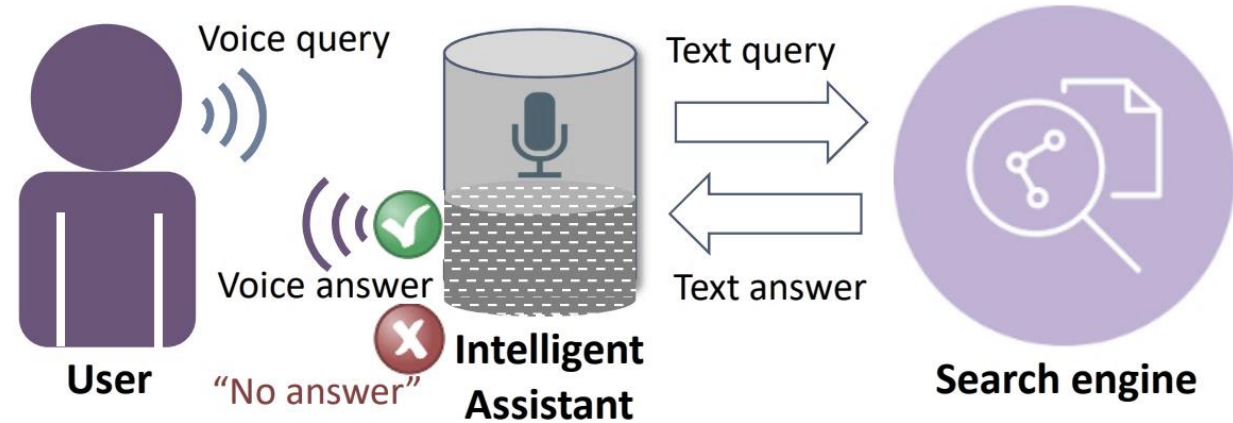 Voice query
Text query
Voice answer
Text answer
User
"No answer"
Intelligent
Assistant
Search engine